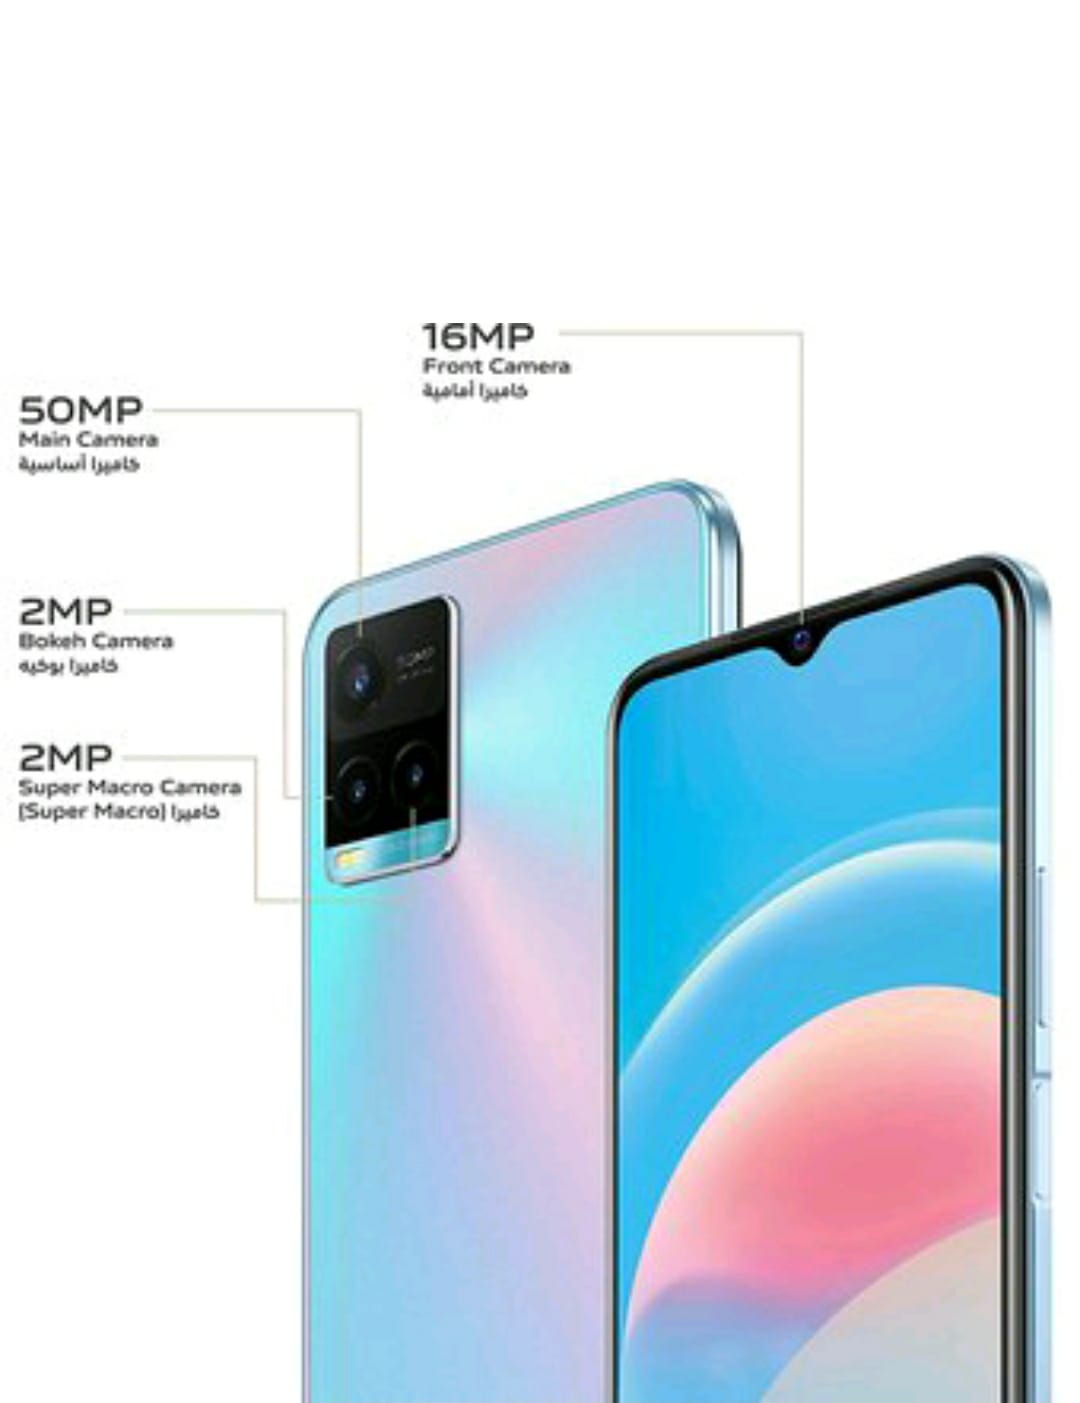 16MP
Front Camera
كاميرا أمامية
50MP
Main Camera
كاميرا أساسية
2MP
Bokeh Camera
كاميرا بوكيه
2MP
Super Macro Camera
كاميرا (Super Macro)
50MP